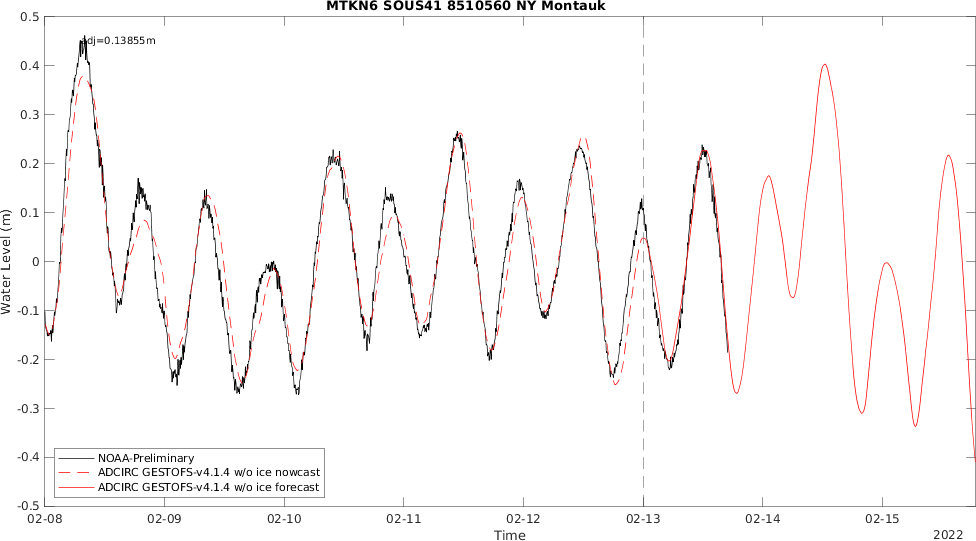 MTKN6 SOUS41 8510560 NY Montauk
0.5
0.4
0.3
0.2
0.1
0
-0.1
-0.2
-0.3
-0.4
-0.5
Water Level (m)
adj=0.13855m
NOAA-Preliminary
ADCIRC GESTOFS-v4.1.4 w/o ice nowcast
ADCIRC GESTOFS-v4.1.4 w/o ice forecast
02-08 02-09 02-10 02-11 02-12 02-13 02-14 02-15
Time
2022